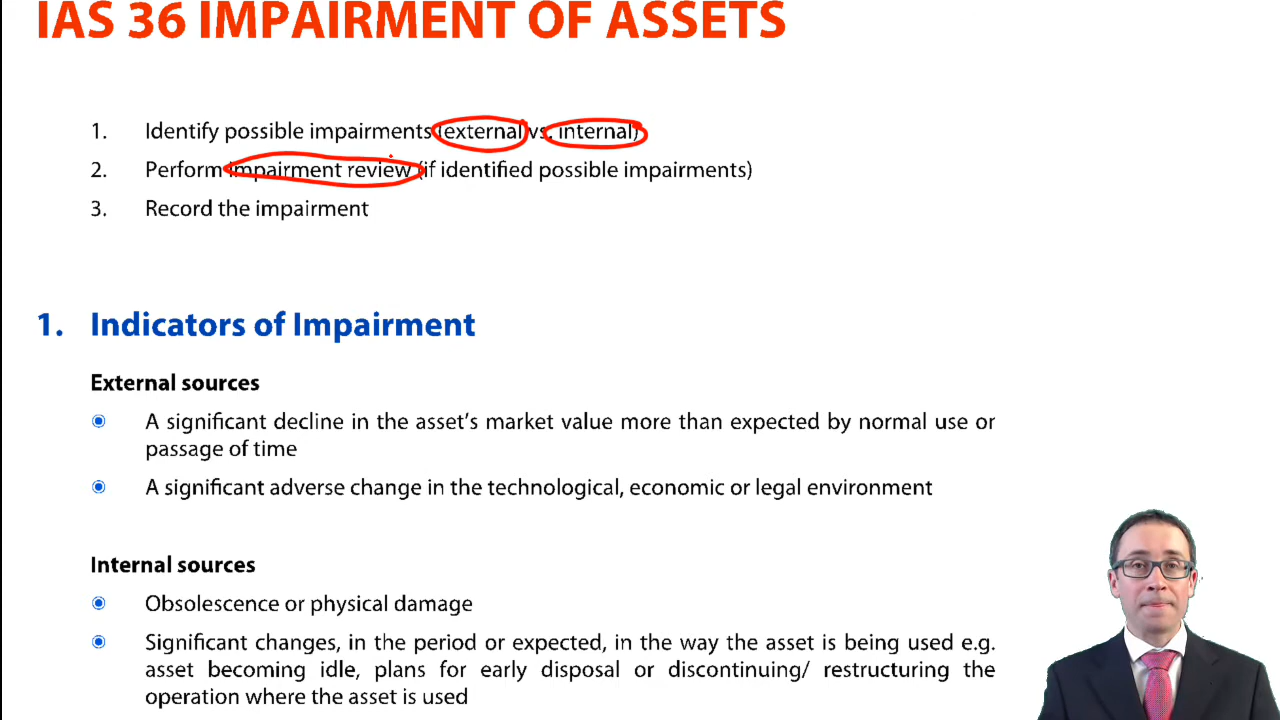 IAS 36 IMPAIRMENT OF ASSETS
1. Identify possible impairments (external vs. internal)
2. Perform impairment review (if identified possible impairments)
3. Record the impairment
1. Indicators of Impairment
External sources
A significant decline in the asset's market value more than expected by normal use or
passage of time
A significant adverse change in the technological, economic or legal environment
Internal sources
Obsolescence or physical damage
Significant changes, in the period or expected, in the way the asset is being used e.g.
asset becoming idle, plans for early disposal or discontinuing/ restructuring the
operation where the asset is used